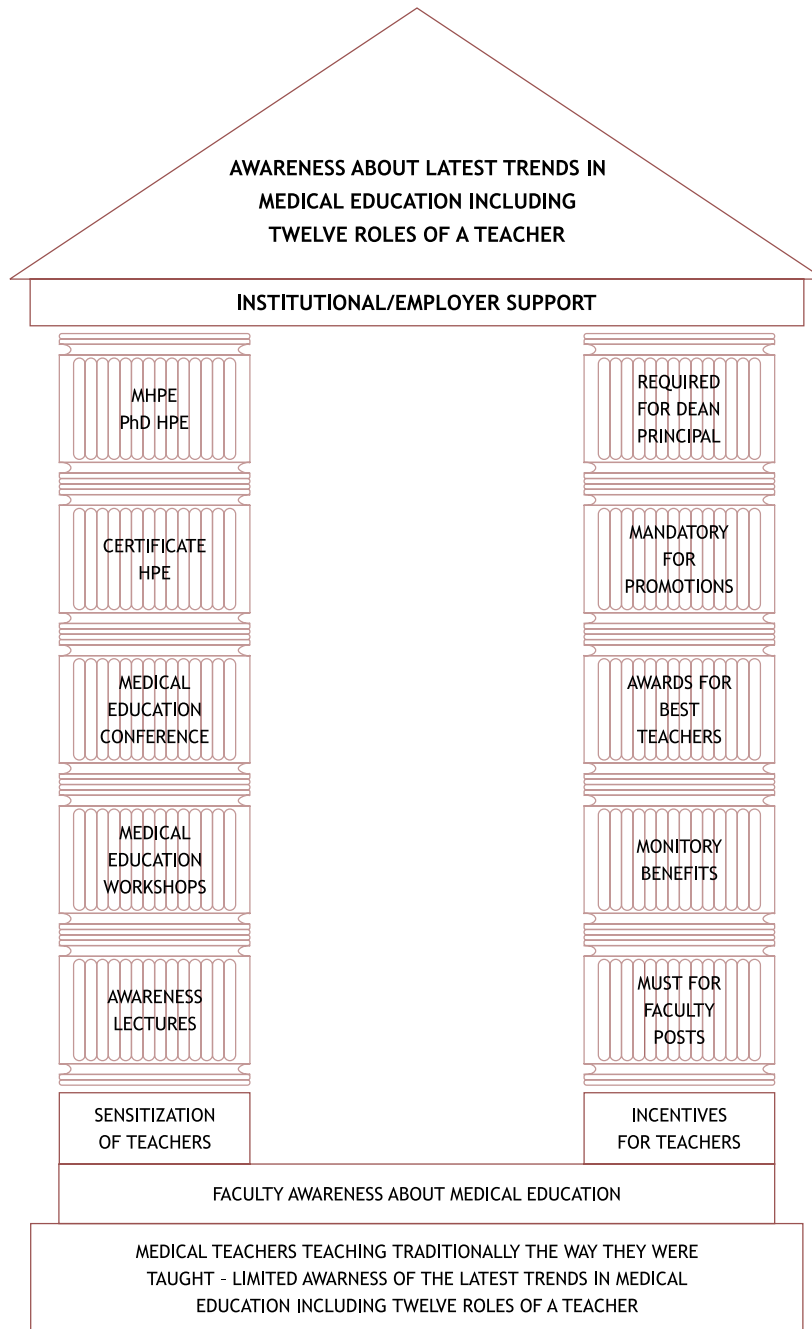 AWARENESS ABOUT LATEST TRENDS IN
MEDICAL EDUCATION INCLUDING
TWELVE ROLES OF A TEACHER
INSTITUTIONAL/EMPLOYER SUPPORT
MHPE
PhD HPE
CERTIFICATE
HPE
MEDICAL
EDUCATION
CONFERENCE
MEDICAL
EDUCATION
WORKSHOPS
AWARENESS
LECTURES
SENSITIZATION
OF TEACHERS
REQUIRED
FOR DEAN
PRINCIPAL
MANDATORY
FOR
PROMOTIONS
AWARDS FOR
BEST
TEACHERS
MONITORY
BENEFITS
MUST FOR
FACULTY
POSTS
INCENTIVES
FOR TEACHERS
FACULTY AWARENESS ABOUT MEDICAL EDUCATION
MEDICAL TEACHERS TEACHING TRADITIONALLY THE WAY THEY WERE
TAUGHT - LIMITED AWARNESS OF THE LATEST TRENDS IN MEDICAL
EDUCATION INCLUDING TWELVE ROLES OF A TEACHER